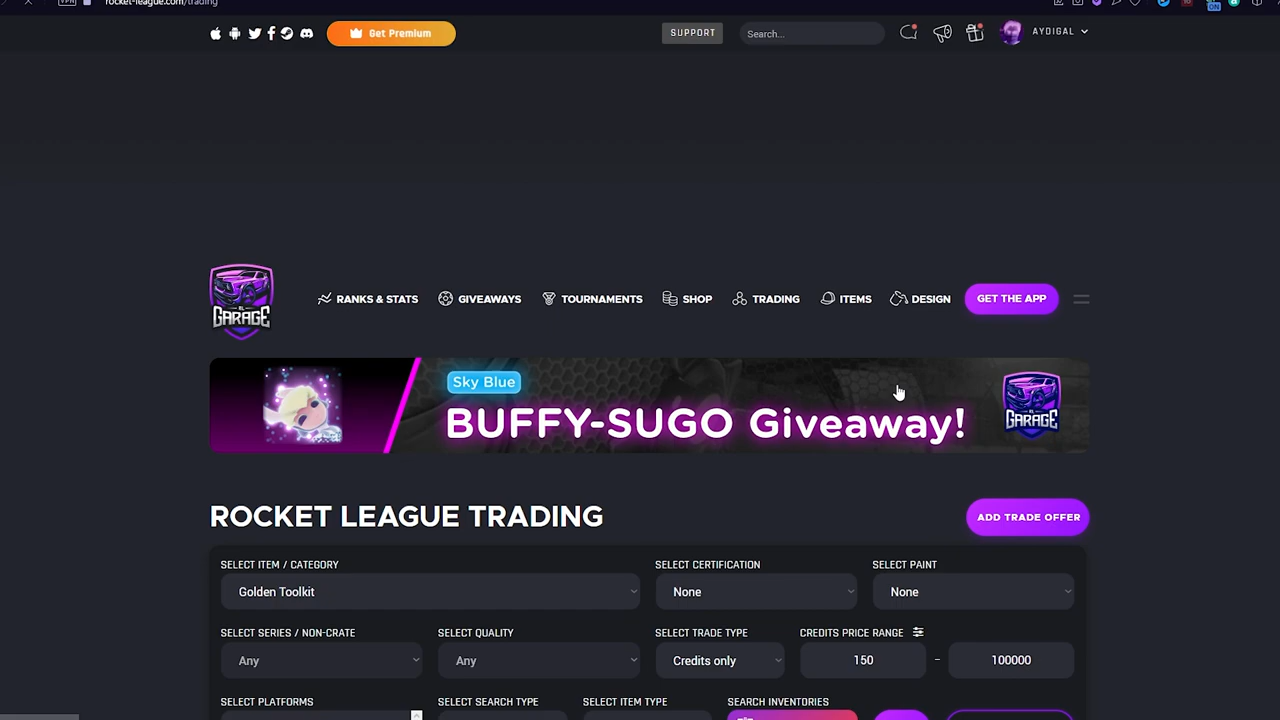 rocket-league.com/trading
Get Premium
SUPPORT
Search...
AYDIGAL
RL
GARAGE
RANKS & STATS
GIVEAWAYS
TOURNAMENTS
SHOP
TRADING
ITEMS
DESIGN
GET THE APP
Sky Blue
BUFFY-SUGO Giveaway!
RL
GARAGE
ROCKET LEAGUE TRADING
ADD TRADE OFFER
SELECT ITEM / CATEGORY
SELECT CERTIFICATION
SELECT PAINT
Golden Toolkit
None
None
SELECT SERIES / NON-CRATE
SELECT QUALITY
SELECT TRADE TYPE
CREDITS PRICE RANGE
Any
Any
Credits only
150
-
100000
SELECT PLATFORMS
SELECT SEARCH TYPE
SELECT ITEM TYPE
SEARCH INVENTORIES